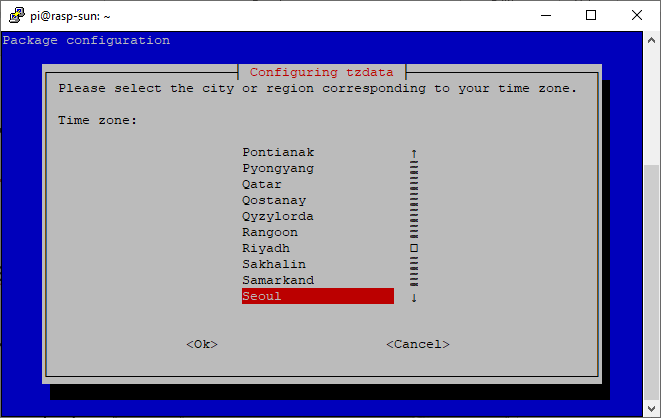 pi@rasp-sun: ~
Package configuration
Configuring tzdata
Please select the city or region corresponding to your time zone.
Time zone:
Pontianak
Pyongyang
Qatar
Qostanay
Qyzylorda
Rangoon
Riyadh
Sakhalin
Samarkand
Seoul
<Ok> <Cancel>